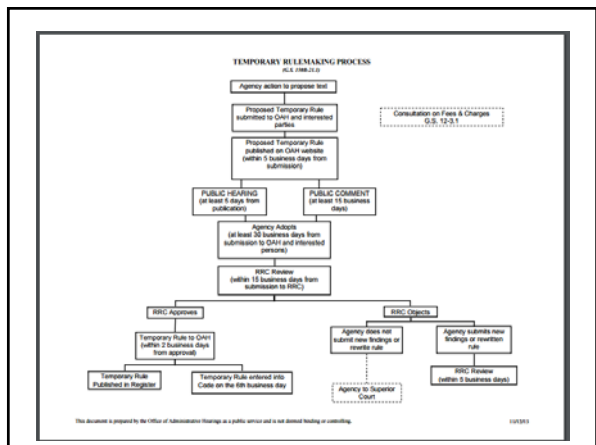 TEMPORARY RULEMAKING PROCESS
(G.S. 150B-21.1)
Agency action to propose text
Proposed Temporary Rule
submitted to OAH and interested
parties
Consultation on Fees & Charges
G.S. 12-3.1
Proposed Temporary Rule
published on OAH website
(within 5 business days from
submission)
PUBLIC HEARING
(at least 5 days from
publication)
PUBLIC COMMENT
(at least 15 business
days)
Agency Adopts
(at least 30 business days from
submission to OAH and interested
persons)
RRC Review
(within 15 business days from
submission to RRC)
RRC Approves
RRC Objects
Temporary Rule to OAH
(within 2 business days
from approval)
Agency does not
submit new findings or
rewrite rule
Agency submits new
findings or rewritten
rule
Temporary Rule
Published in Register
Temporary Rule entered into
Code on the 6th business day
Agency to Superior
Court
RRC Review
(within 5 business days)
This document is prepared by the Office of Administrative Hearings as a public service and is not deemed binding or controlling.